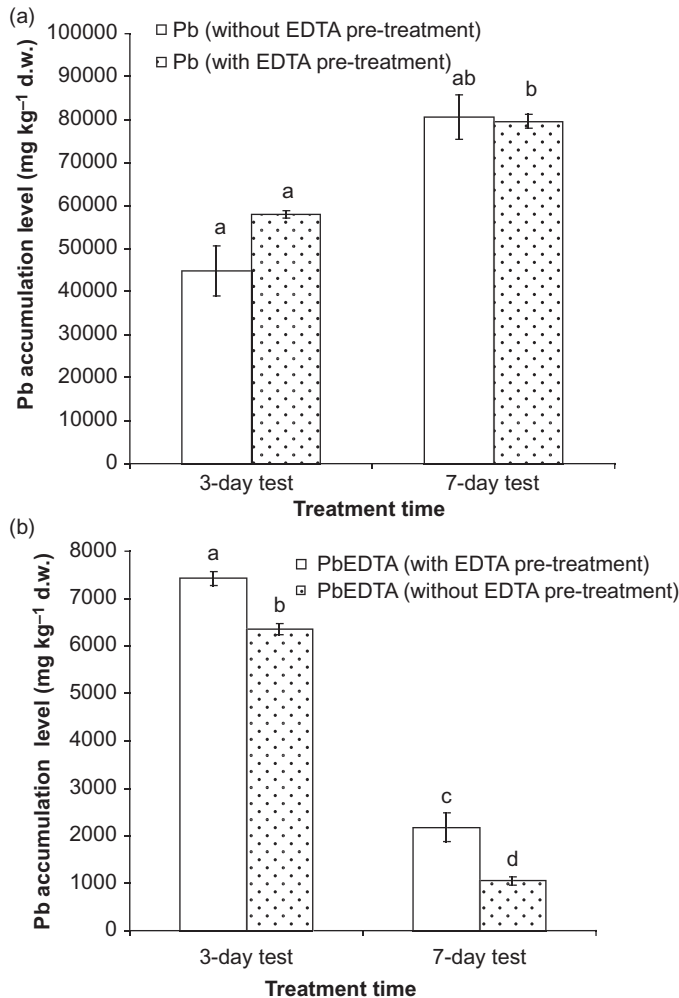 (a)
Pb accumulation level (mg kg⁻¹ d.w.)
100000
90000
80000
70000
60000
50000
40000
30000
20000
10000
0
Pb (without EDTA pre-treatment)
Pb (with EDTA pre-treatment)
a
a
ab
b
3-day test
7-day test
Treatment time
(b)
Pb accumulation level (mg kg⁻¹ d.w.)
8000
7000
6000
5000
4000
3000
2000
1000
0
PbEDTA (with EDTA pre-treatment)
PbEDTA (without EDTA pre-treatment)
a
b
c
d
3-day test
7-day test
Treatment time